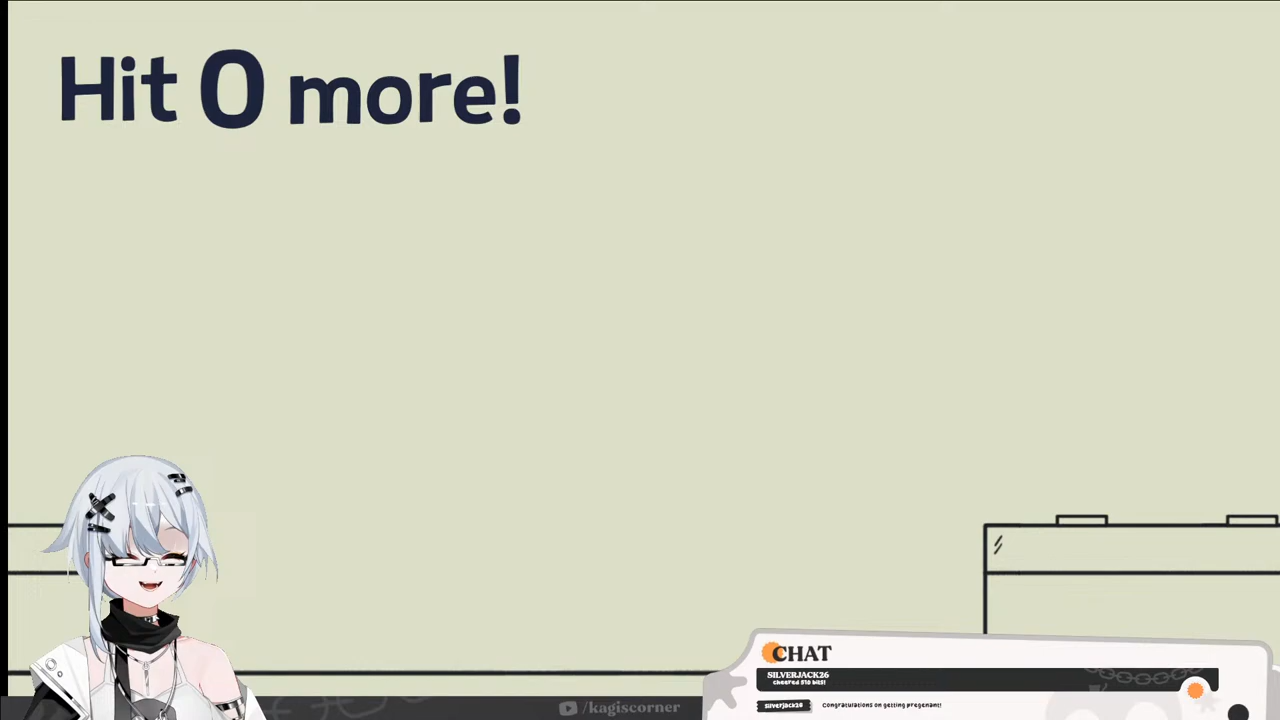 Hit 0 more!
CHAT
SILVERJACK26
cheered 510 bits!
silverjack26 Congratulations on getting pregenant!
/kagiscorner